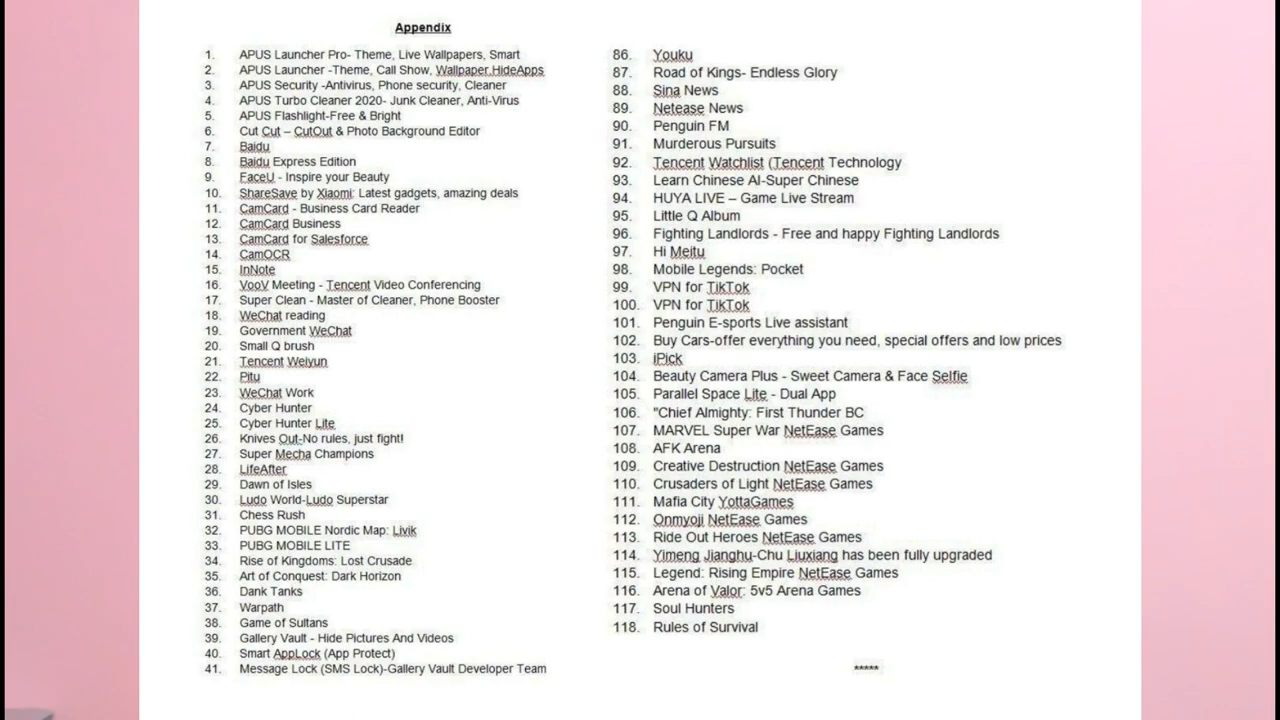 Appendix
1. APUS Launcher Pro- Theme, Live Wallpapers, Smart
2. APUS Launcher -Theme, Call Show, Wallpaper,HideApps
3. APUS Security -Antivirus, Phone security, Cleaner
4. APUS Turbo Cleaner 2020- Junk Cleaner, Anti-Virus
5. APUS Flashlight-Free & Bright
6. Cut Cut – CutOut & Photo Background Editor
7. Baidu
8. Baidu Express Edition
9. FaceU - Inspire your Beauty
10. ShareSave by Xiaomi: Latest gadgets, amazing deals
11. CamCard - Business Card Reader
12. CamCard Business
13. CamCard for Salesforce
14. CamOCR
15. InNote
16. VooV Meeting - Tencent Video Conferencing
17. Super Clean - Master of Cleaner, Phone Booster
18. WeChat reading
19. Government WeChat
20. Small Q brush
21. Tencent Weiyun
22. Pitu
23. WeChat Work
24. Cyber Hunter
25. Cyber Hunter Lite
26. Knives Out-No rules, just fight!
27. Super Mecha Champions
28. LifeAfter
29. Dawn of Isles
30. Ludo World-Ludo Superstar
31. Chess Rush
32. PUBG MOBILE Nordic Map: Livik
33. PUBG MOBILE LITE
34. Rise of Kingdoms: Lost Crusade
35. Art of Conquest: Dark Horizon
36. Dank Tanks
37. Warpath
38. Game of Sultans
39. Gallery Vault - Hide Pictures And Videos
40. Smart AppLock (App Protect)
41. Message Lock (SMS Lock)-Gallery Vault Developer Team
86. Youku
87. Road of Kings- Endless Glory
88. Sina News
89. Netease News
90. Penguin FM
91. Murderous Pursuits
92. Tencent Watchlist (Tencent Technology
93. Learn Chinese AI-Super Chinese
94. HUYA LIVE – Game Live Stream
95. Little Q Album
96. Fighting Landlords - Free and happy Fighting Landlords
97. Hi Meitu
98. Mobile Legends: Pocket
99. VPN for TikTok
100. VPN for TikTok
101. Penguin E-sports Live assistant
102. Buy Cars-offer everything you need, special offers and low prices
103. iPick
104. Beauty Camera Plus - Sweet Camera & Face Selfie
105. Parallel Space Lite - Dual App
106. "Chief Almighty: First Thunder BC
107. MARVEL Super War NetEase Games
108. AFK Arena
109. Creative Destruction NetEase Games
110. Crusaders of Light NetEase Games
111. Mafia City YottaGames
112. Onmyoji NetEase Games
113. Ride Out Heroes NetEase Games
114. Yimeng Jianghu-Chu Liuxiang has been fully upgraded
115. Legend: Rising Empire NetEase Games
116. Arena of Valor: 5v5 Arena Games
117. Soul Hunters
118. Rules of Survival
*****